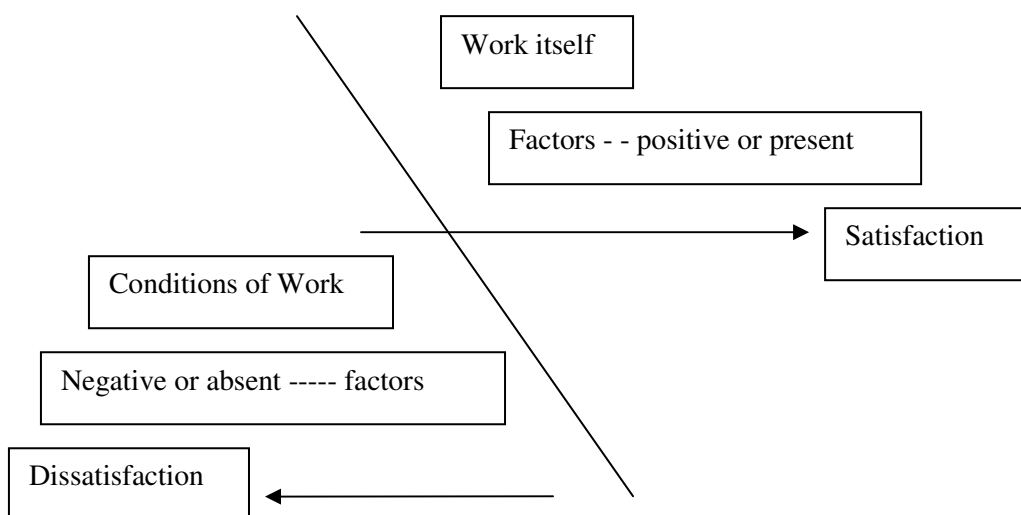 Work itself
Factors - - positive or present
Satisfaction
Conditions of Work
Negative or absent ----- factors
Dissatisfaction